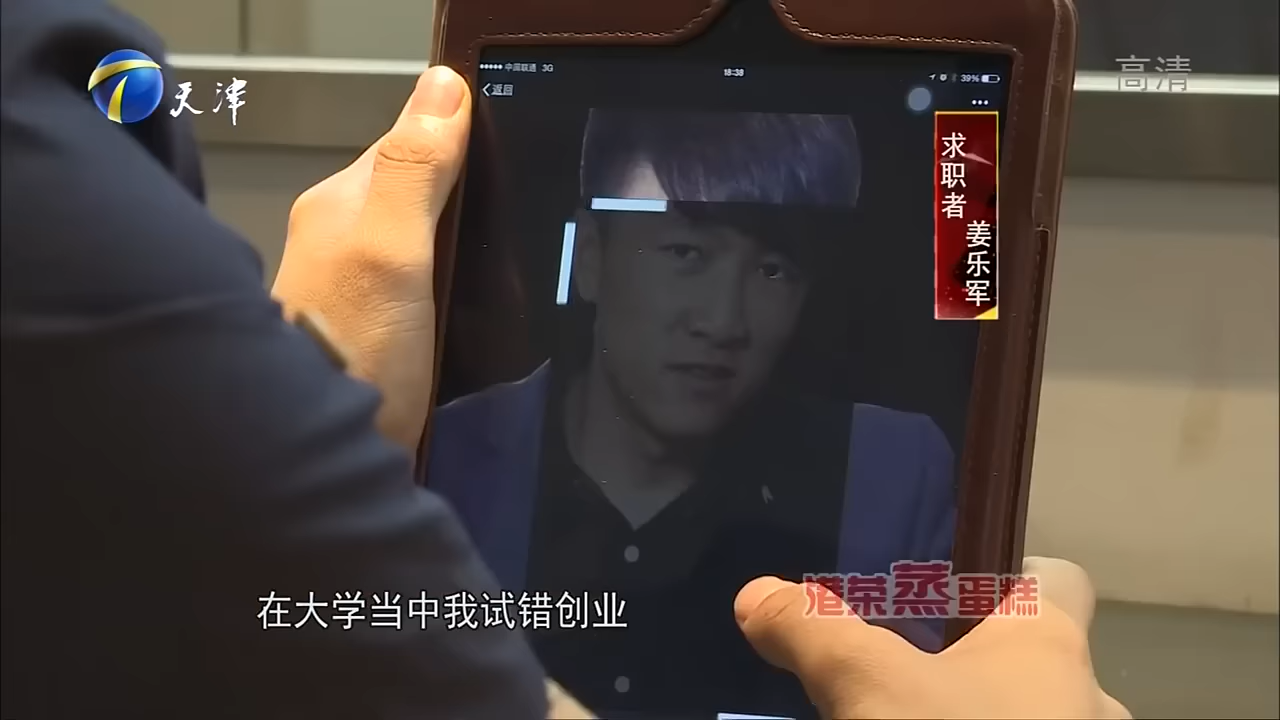 天津
高清
中国联通 3G
18:38
39%
返回
求职者
姜乐军
港荣蒸蛋糕
在大学当中我试错创业